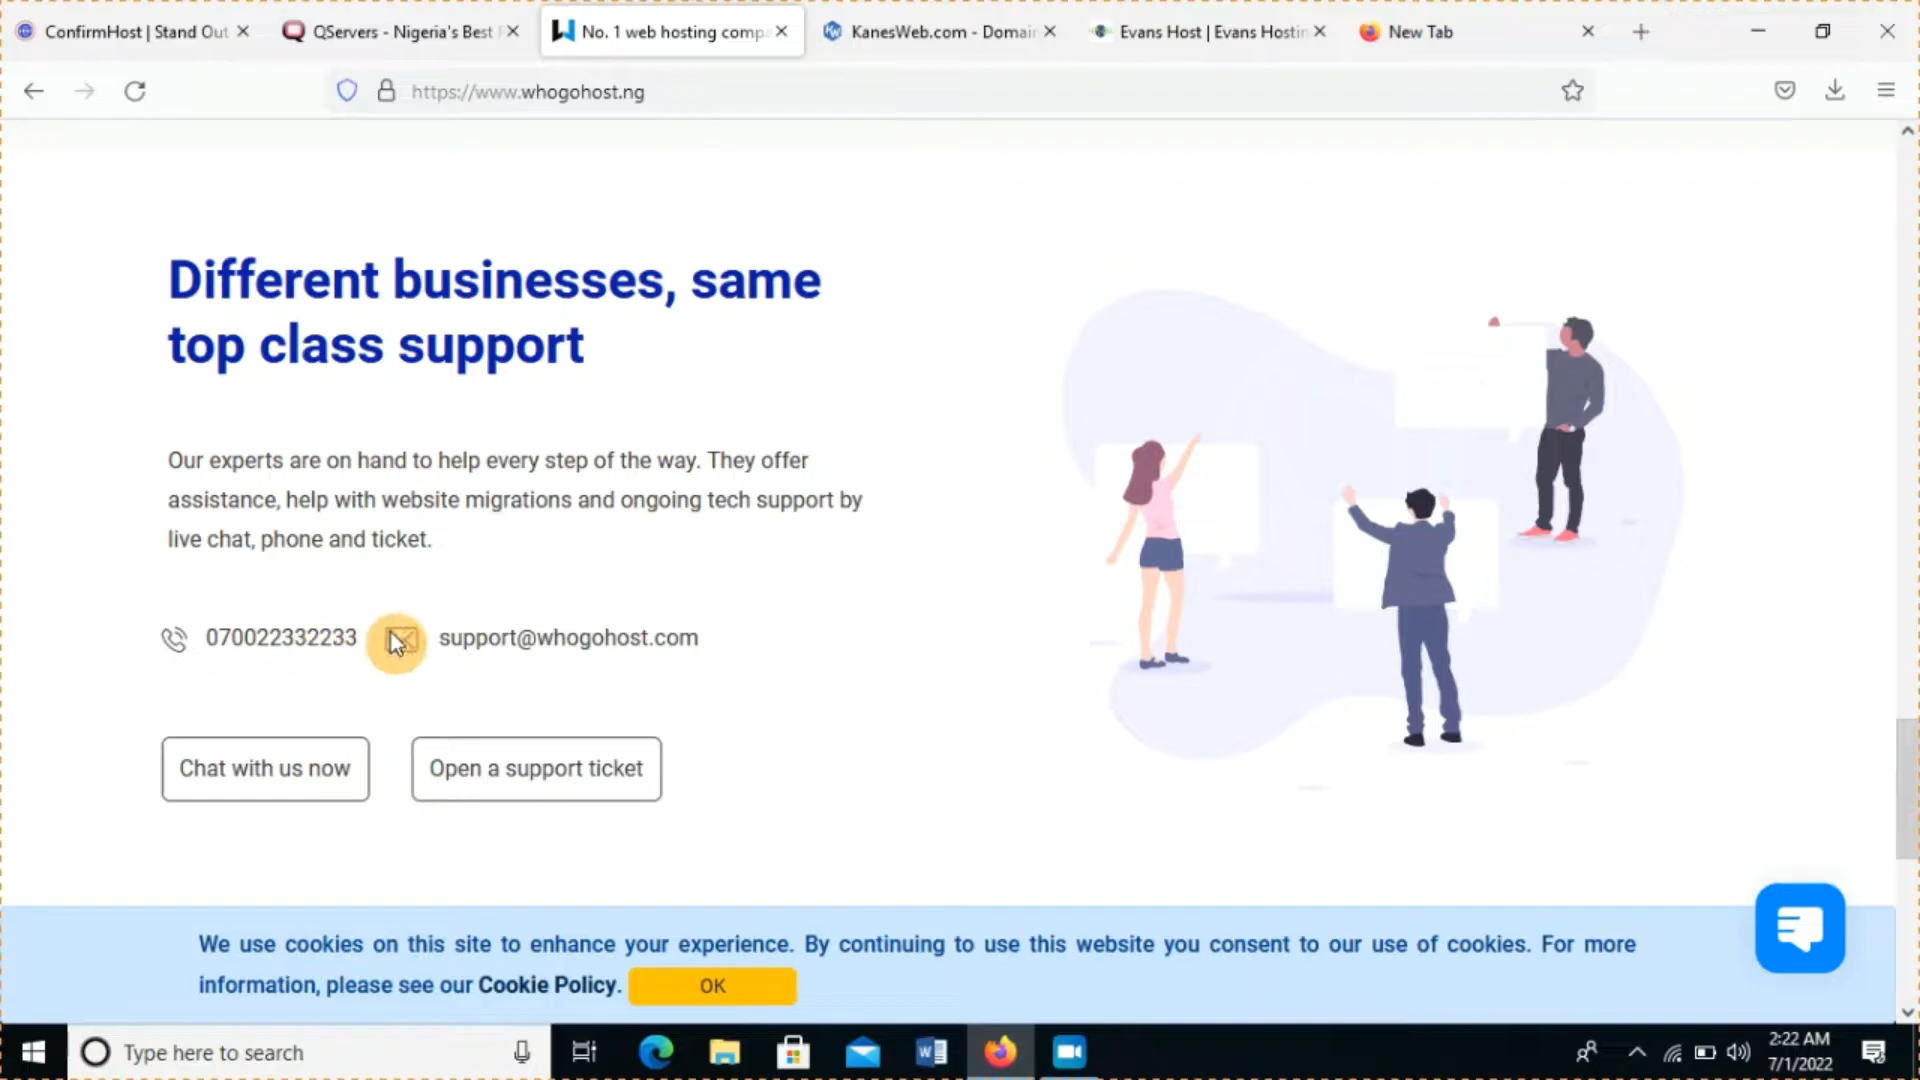 ConfirmHost | Stand Out
QServers - Nigeria's Best
No. 1 web hosting comp
KanesWeb.com - Domai
Evans Host | Evans Hostin
New Tab
https://www.whogohost.ng
Different businesses, same
top class support
Our experts are on hand to help every step of the way. They offer
assistance, help with website migrations and ongoing tech support by
live chat, phone and ticket.
070022332233 support@whogohost.com
Chat with us now Open a support ticket
We use cookies on this site to enhance your experience. By continuing to use this website you consent to our use of cookies. For more
information, please see our Cookie Policy. OK
Type here to search
2:22 AM
7/1/2022